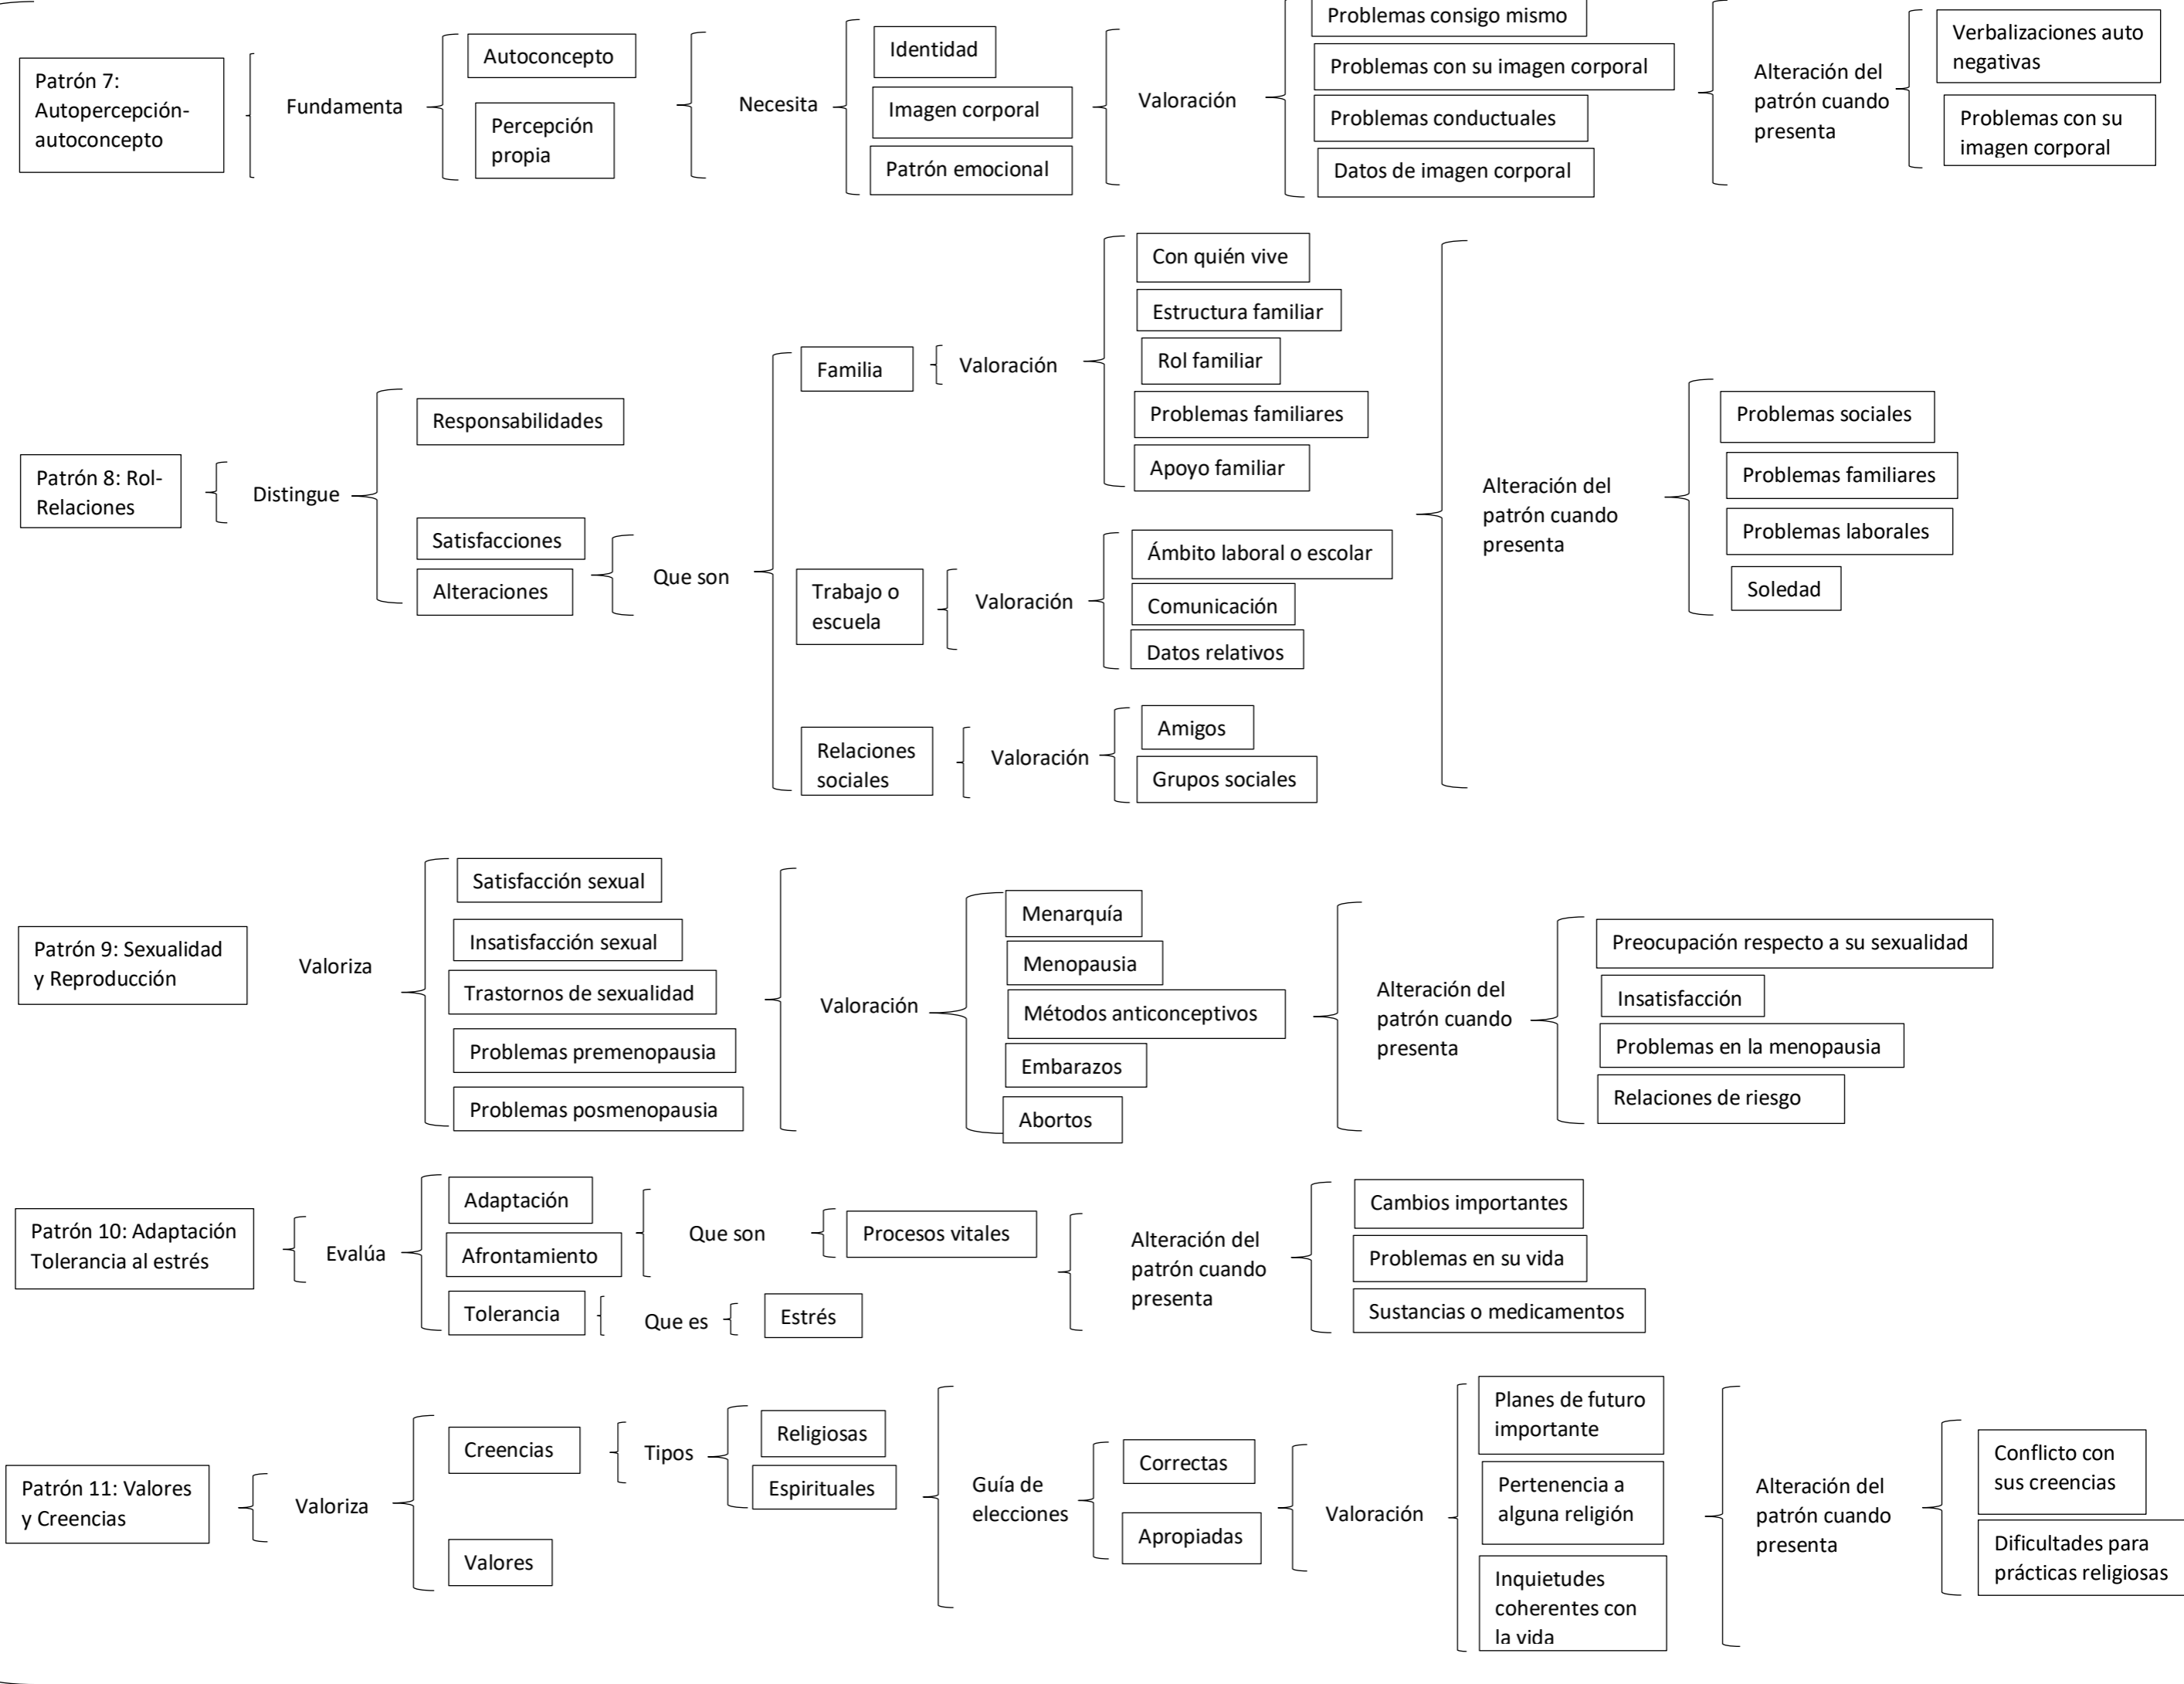 Patrón 7:
Autopercepción-
autoconcepto
Fundamenta
Autoconcepto
Percepción
propia
Necesita
Identidad
Imagen corporal
Patrón emocional
Valoración
Problemas consigo mismo
Problemas con su imagen corporal
Problemas conductuales
Datos de imagen corporal
Alteración del
patrón cuando
presenta
Verbalizaciones auto
negativas
Problemas con su
imagen corporal
Patrón 8: Rol-
Relaciones
Distingue
Responsabilidades
Satisfacciones
Alteraciones
Que son
Familia
Valoración
Con quién vive
Estructura familiar
Rol familiar
Problemas familiares
Apoyo familiar
Trabajo o
escuela
Valoración
Ámbito laboral o escolar
Comunicación
Datos relativos
Relaciones
sociales
Valoración
Amigos
Grupos sociales
Alteración del
patrón cuando
presenta
Problemas sociales
Problemas familiares
Problemas laborales
Soledad
Patrón 9: Sexualidad
y Reproducción
Valoriza
Satisfacción sexual
Insatisfacción sexual
Trastornos de sexualidad
Problemas premenopausia
Problemas posmenopausia
Valoración
Menarquía
Menopausia
Métodos anticonceptivos
Embarazos
Abortos
Alteración del
patrón cuando
presenta
Preocupación respecto a su sexualidad
Insatisfacción
Problemas en la menopausia
Relaciones de riesgo
Patrón 10: Adaptación
Tolerancia al estrés
Evalúa
Adaptación
Afrontamiento
Tolerancia
Que son
Procesos vitales
Que es
Estrés
Alteración del
patrón cuando
presenta
Cambios importantes
Problemas en su vida
Sustancias o medicamentos
Patrón 11: Valores
y Creencias
Valoriza
Creencias
Valores
Tipos
Religiosas
Espirituales
Guía de
elecciones
Correctas
Apropiadas
Valoración
Planes de futuro
importante
Pertenencia a
alguna religión
Inquietudes
coherentes con
la vida
Alteración del
patrón cuando
presenta
Conflicto con
sus creencias
Dificultades para
prácticas religiosas